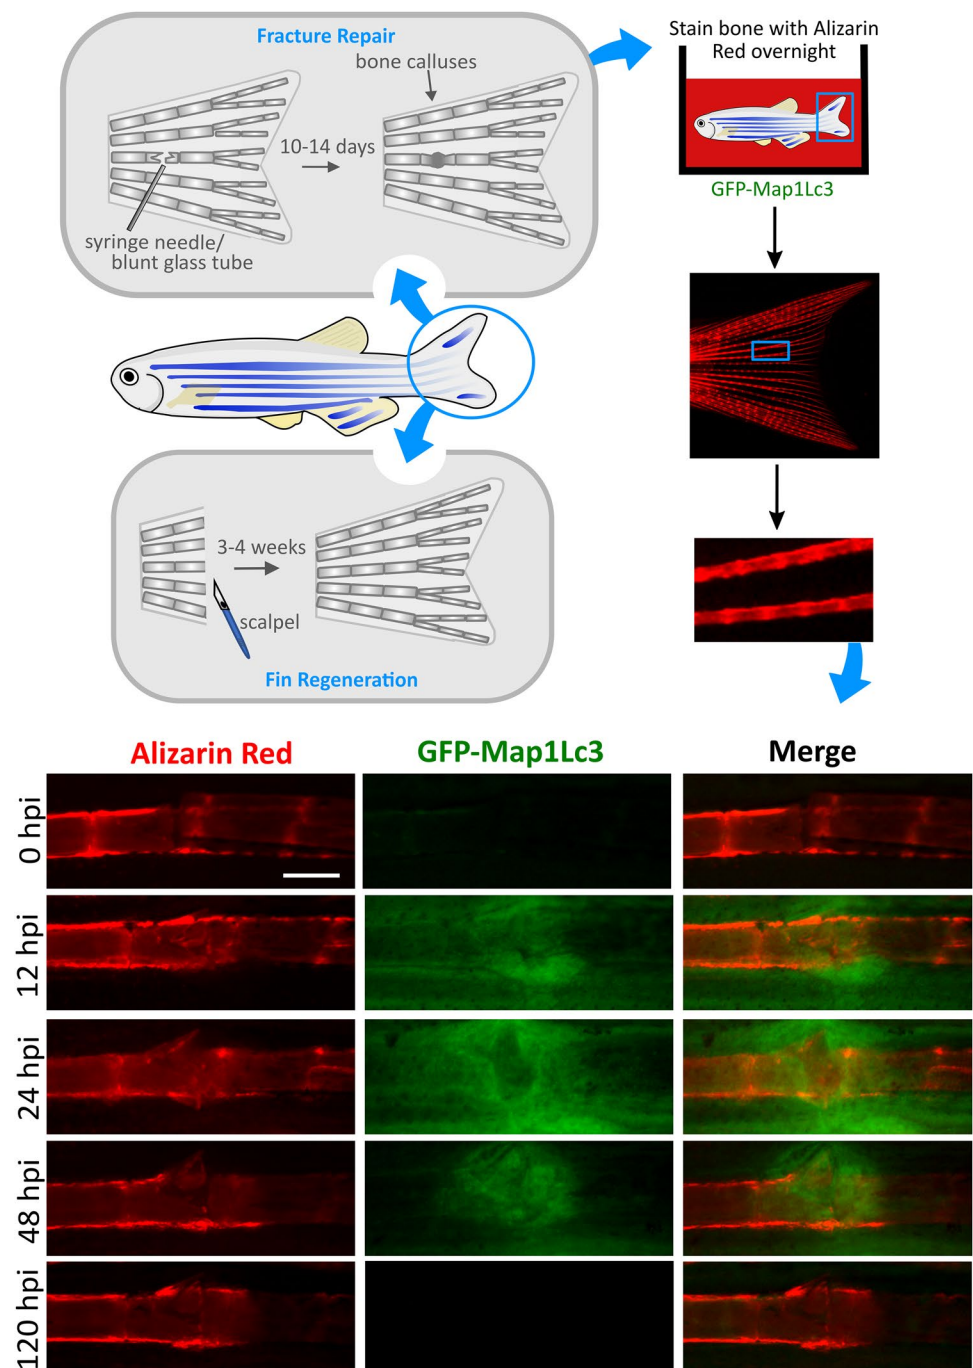 Fracture Repair
bone calluses
10-14 days
syringe needle/
blunt glass tube
Stain bone with Alizarin
Red overnight
GFP-Map1Lc3
3-4 weeks
scalpel
Fin Regeneration
Alizarin Red
GFP-Map1Lc3
Merge
0 hpi
12 hpi
24 hpi
48 hpi
120 hpi